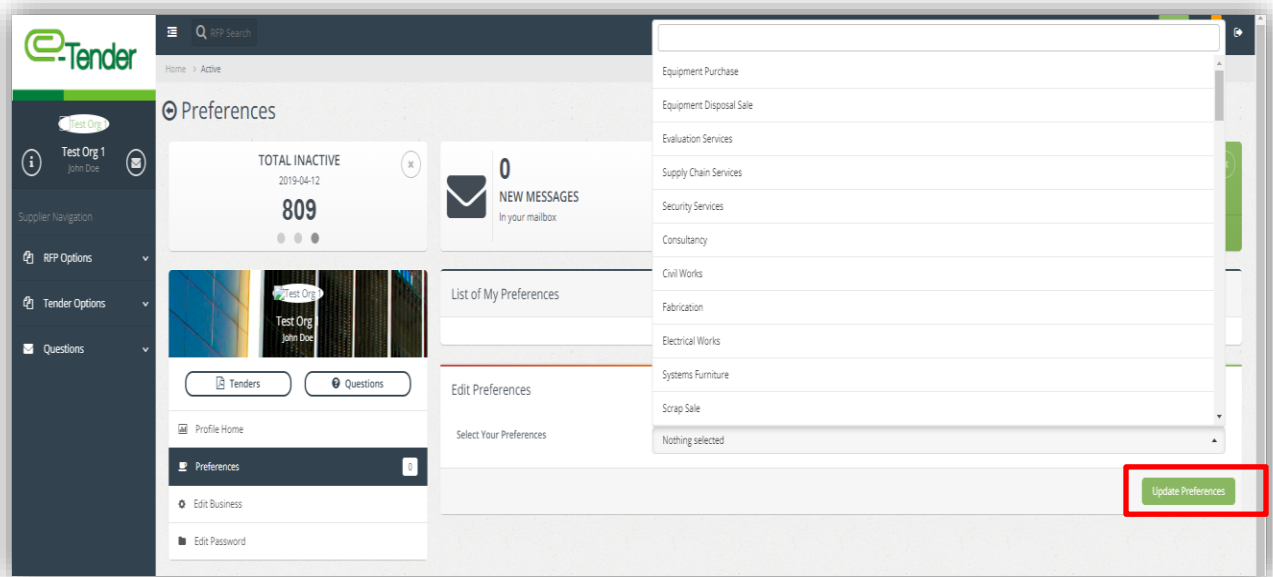 e-Tender
RFP Search
Home > Active
Preferences
Test Org 1
Test Org 1
John Doe
Supplier Navigation
RFP Options
Tender Options
Questions
TOTAL INACTIVE
2019-04-12
809
x
0
NEW MESSAGES
In your mailbox
Test Org 1
Test Org
John Doe
Tenders
Questions
Profile Home
Preferences 0
Edit Business
Edit Password
List of My Preferences
Edit Preferences
Select Your Preferences
Equipment Purchase
Equipment Disposal Sale
Evaluation Services
Supply Chain Services
Security Services
Consultancy
Civil Works
Fabrication
Electrical Works
Systems Furniture
Scrap Sale
Nothing selected
Update Preferences